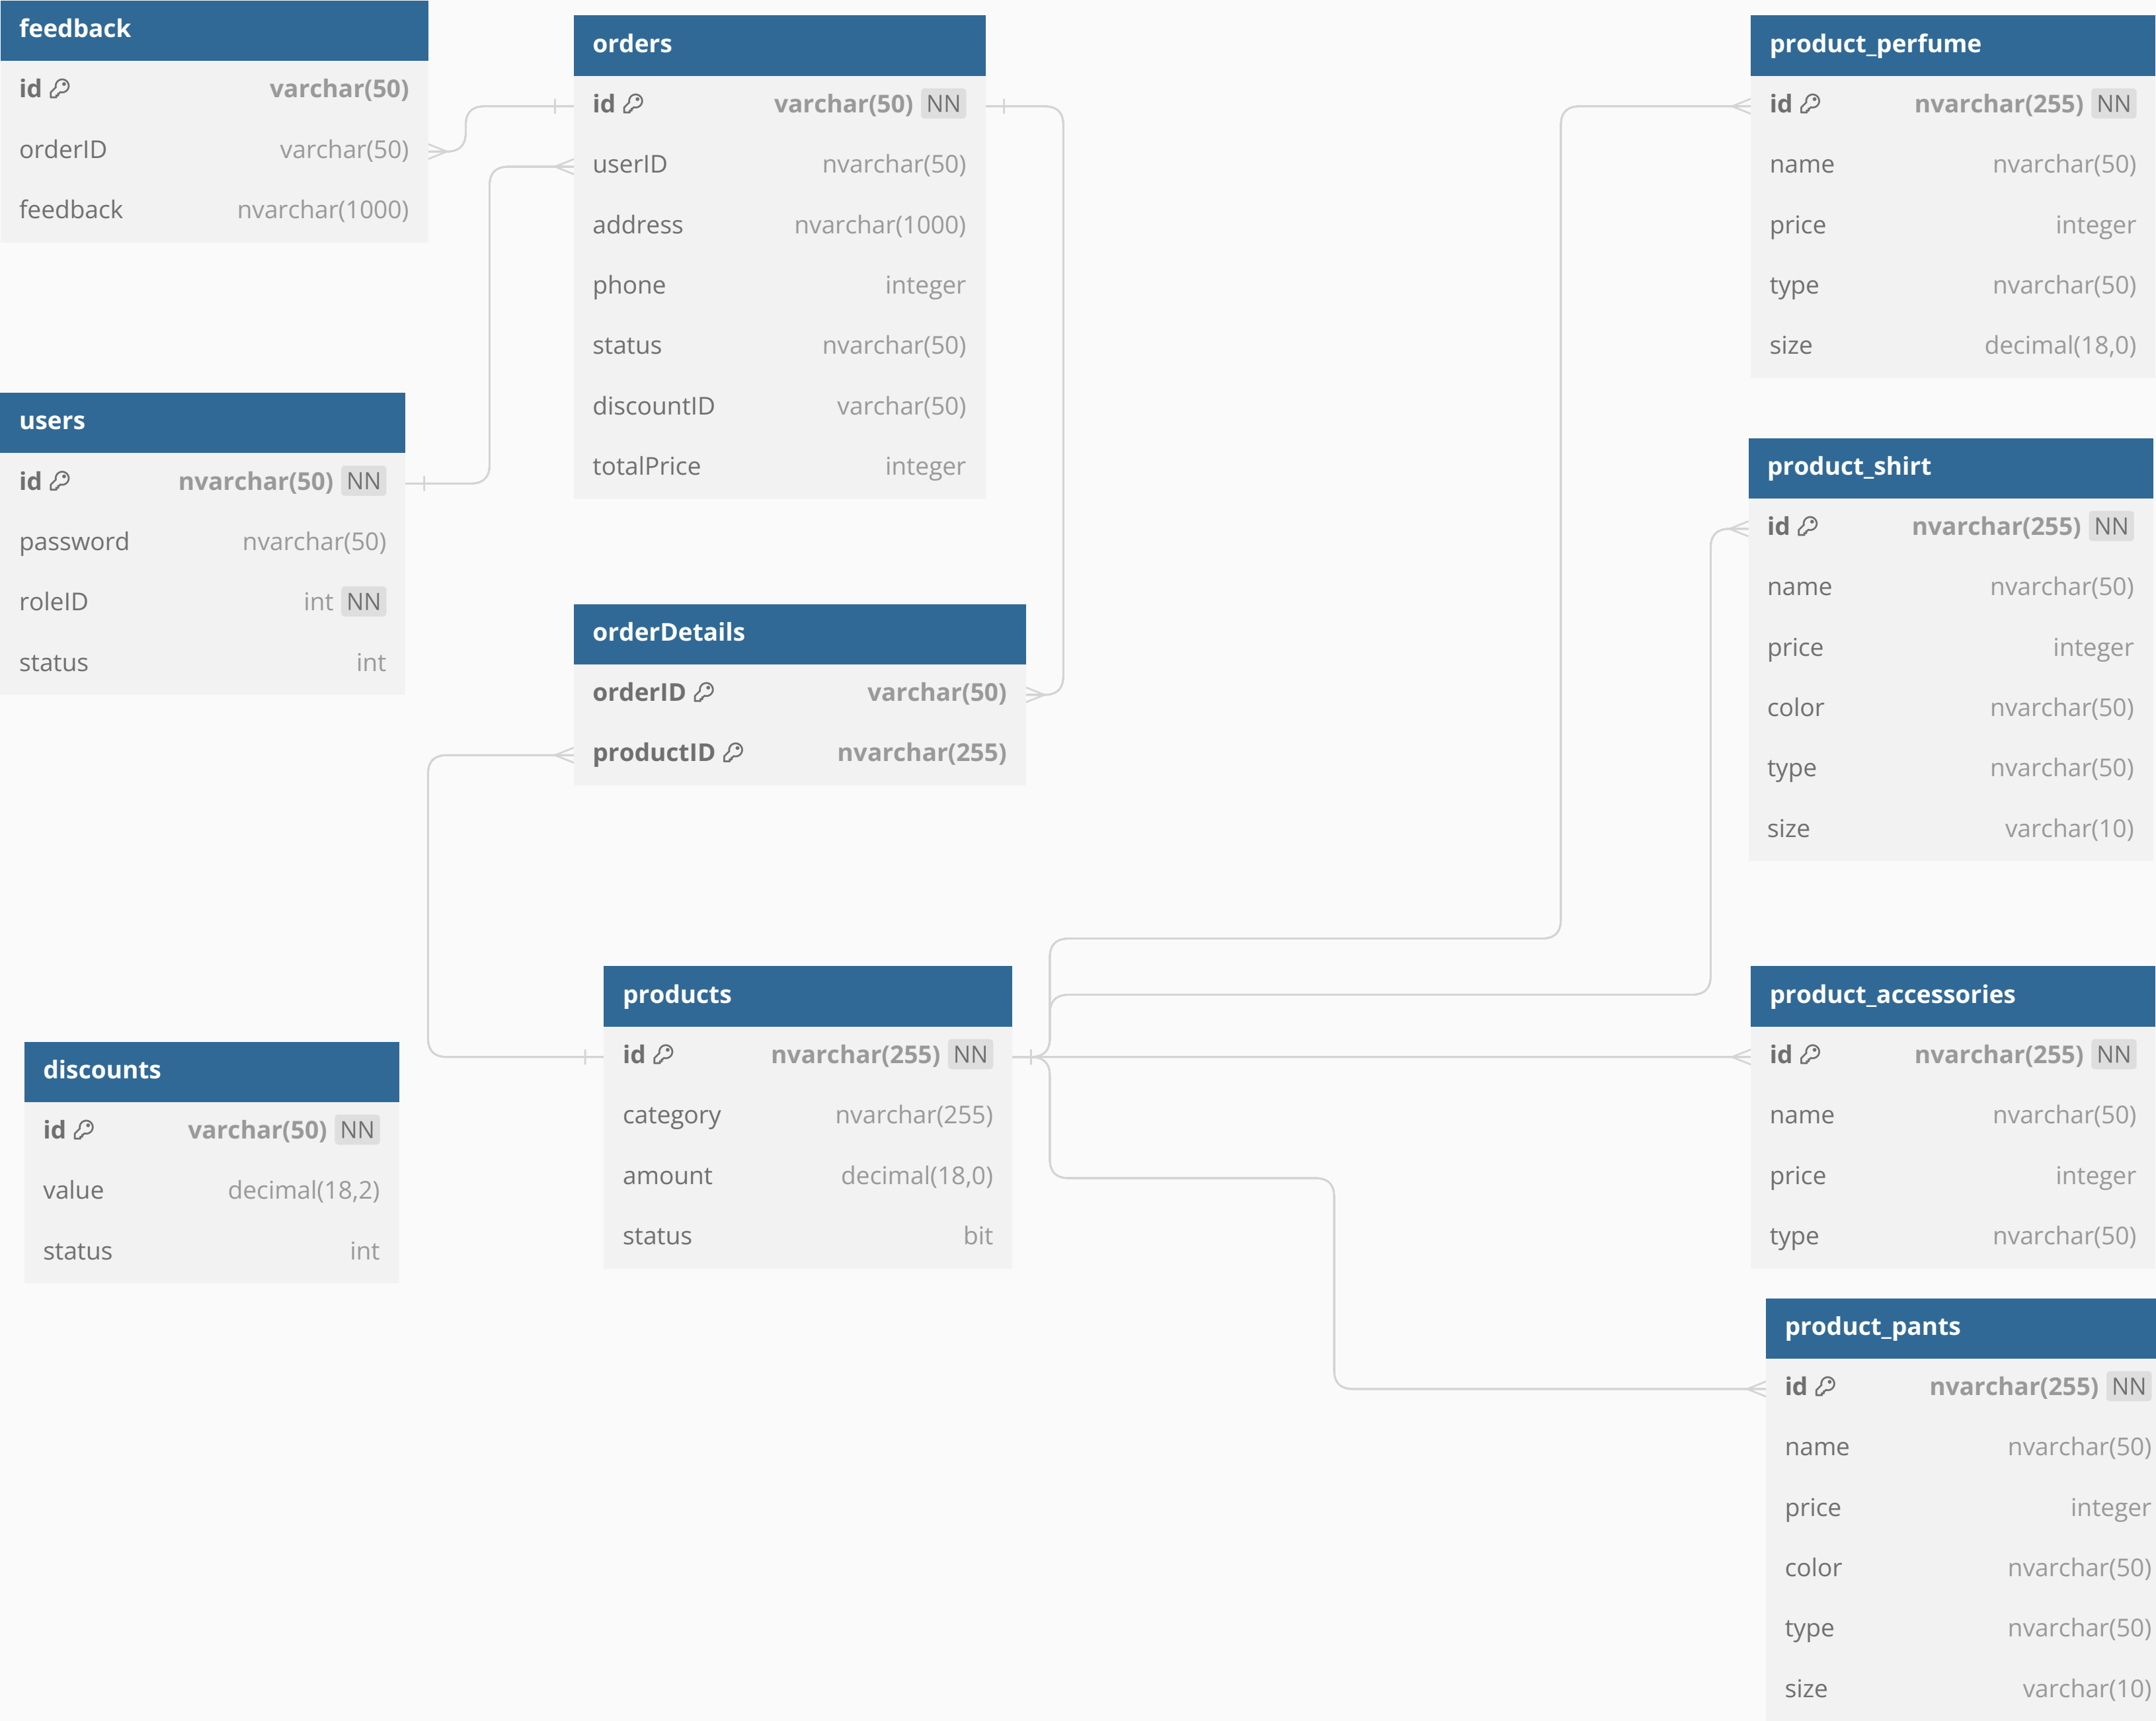 feedback
id varchar(50)
orderID varchar(50)
feedback nvarchar(1000)
orders
id varchar(50) NN
userID nvarchar(50)
address nvarchar(1000)
phone integer
status nvarchar(50)
discountID varchar(50)
totalPrice integer
product_perfume
id nvarchar(255) NN
name nvarchar(50)
price integer
type nvarchar(50)
size decimal(18,0)
users
id nvarchar(50) NN
password nvarchar(50)
roleID int NN
status int
product_shirt
id nvarchar(255) NN
name nvarchar(50)
price integer
color nvarchar(50)
type nvarchar(50)
size varchar(10)
orderDetails
orderID varchar(50)
productID nvarchar(255)
products
id nvarchar(255) NN
category nvarchar(255)
amount decimal(18,0)
status bit
product_accessories
id nvarchar(255) NN
name nvarchar(50)
price integer
type nvarchar(50)
discounts
id varchar(50) NN
value decimal(18,2)
status int
product_pants
id nvarchar(255) NN
name nvarchar(50)
price integer
color nvarchar(50)
type nvarchar(50)
size varchar(10)